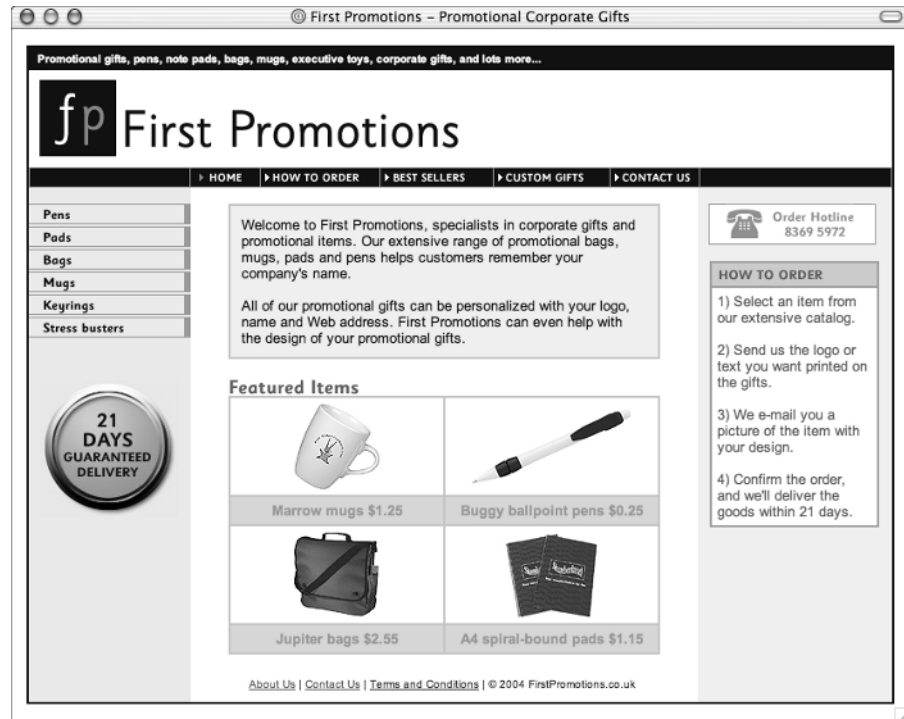 First Promotions – Promotional Corporate Gifts
Promotional gifts, pens, note pads, bags, mugs, executive toys, corporate gifts, and lots more...
fp First Promotions
HOME HOW TO ORDER BEST SELLERS CUSTOM GIFTS CONTACT US
Pens
Pads
Bags
Mugs
Keyrings
Stress busters
21
DAYS
GUARANTEED
DELIVERY
Welcome to First Promotions, specialists in corporate gifts and
promotional items. Our extensive range of promotional bags,
mugs, pads and pens helps customers remember your
company's name.
All of our promotional gifts can be personalized with your logo,
name and Web address. First Promotions can even help with
the design of your promotional gifts.
Featured Items
Marrow mugs $1.25
Buggy ballpoint pens $0.25
Jupiter bags $2.55
A4 spiral-bound pads $1.15
Order Hotline
8369 5972
HOW TO ORDER
1) Select an item from
our extensive catalog.
2) Send us the logo or
text you want printed on
the gifts.
3) We e-mail you a
picture of the item with
your design.
4) Confirm the order,
and we'll deliver the
goods within 21 days.
About Us | Contact Us | Terms and Conditions | © 2004 FirstPromotions.co.uk